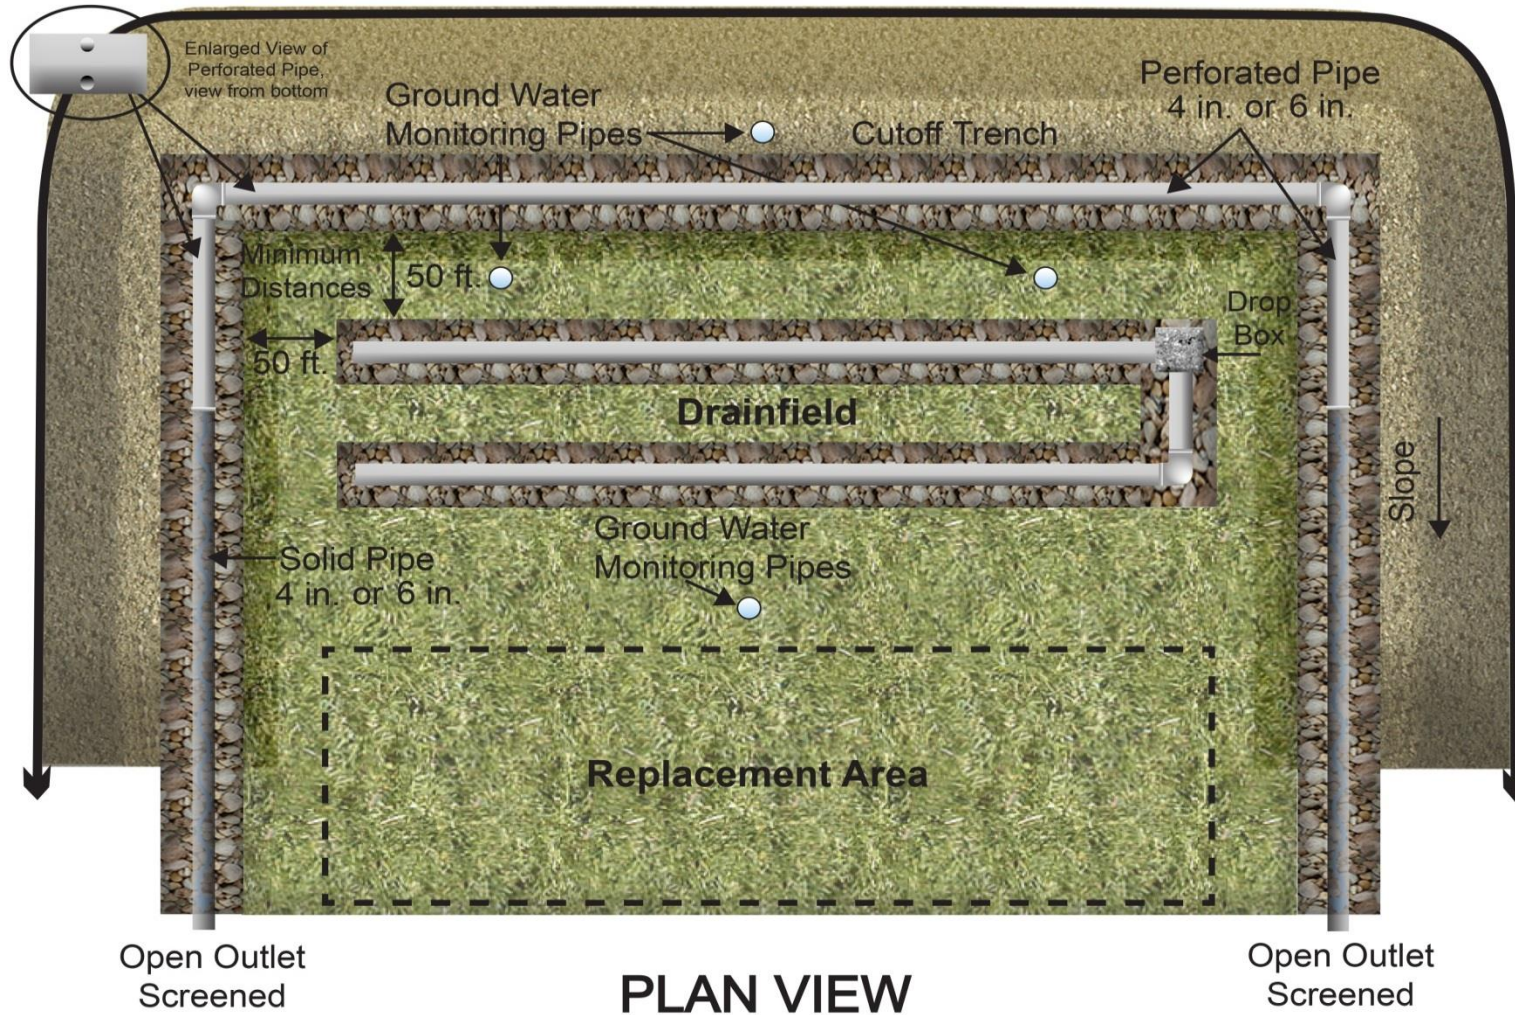 Enlarged View of
Perforated Pipe,
view from bottom
Ground Water
Monitoring Pipes
Cutoff Trench
Perforated Pipe
4 in. or 6 in.
Minimum
Distances
50 ft.
50 ft.
Drop
Box
Drainfield
Slope
Ground Water
Monitoring Pipes
Solid Pipe
4 in. or 6 in.
Replacement Area
Open Outlet
Screened
PLAN VIEW
Open Outlet
Screened